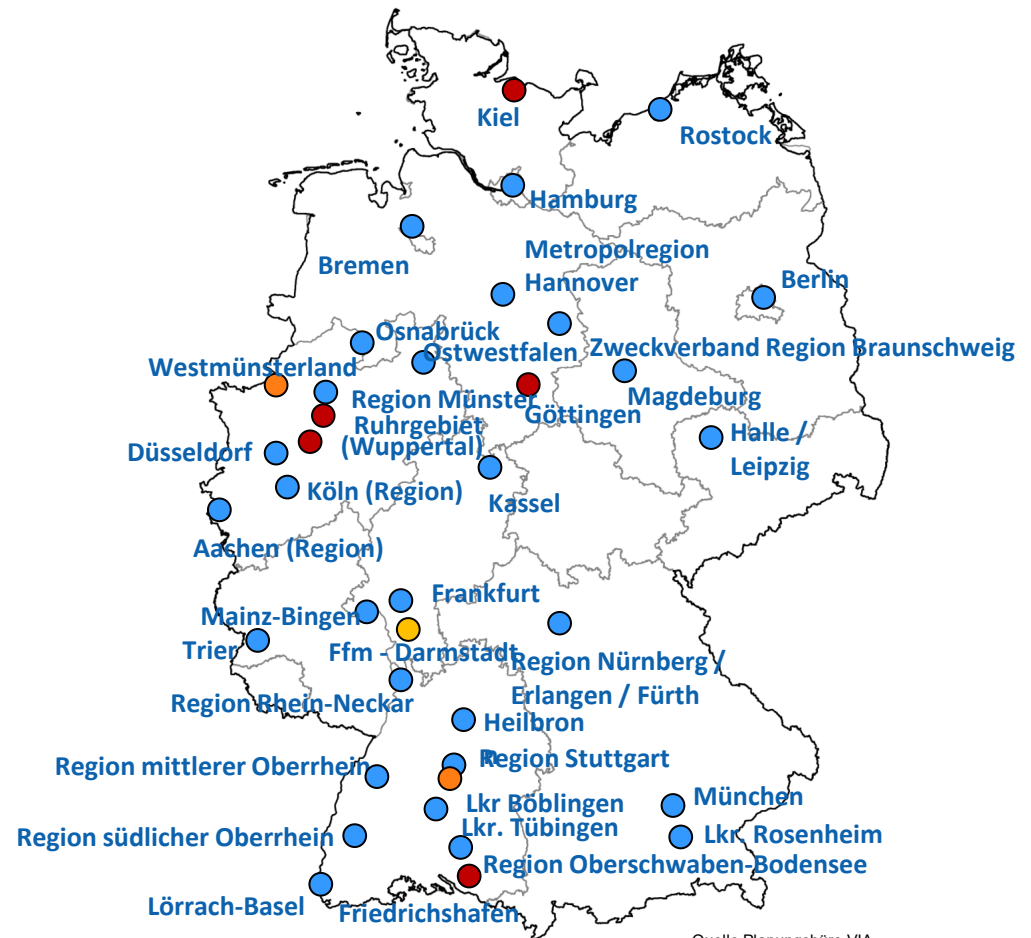 Kiel
Rostock
Hamburg
Bremen
Metropolregion
Hannover
Berlin
Osnabrück
Ostwestfalen
Zweckverband Region Braunschweig
Westmünsterland
Magdeburg
Region Münster
Göttingen
Ruhrgebiet
(Wuppertal)
Düsseldorf
Halle /
Leipzig
Köln (Region)
Kassel
Aachen (Region)
Frankfurt
Mainz-Bingen
Trier
Ffm - Darmstadt
Region Nürnberg /
Erlangen / Fürth
Region Rhein-Neckar
Heilbron
n
Region Stuttgart
Region mittlerer Oberrhein
Lkr Böblingen
München
Lkr. Tübingen
Region südlicher Oberrhein
Lkr. Rosenheim
Region Oberschwaben-Bodensee
Lörrach-Basel
Friedrichshafen
Quelle Planungsbüro VIA